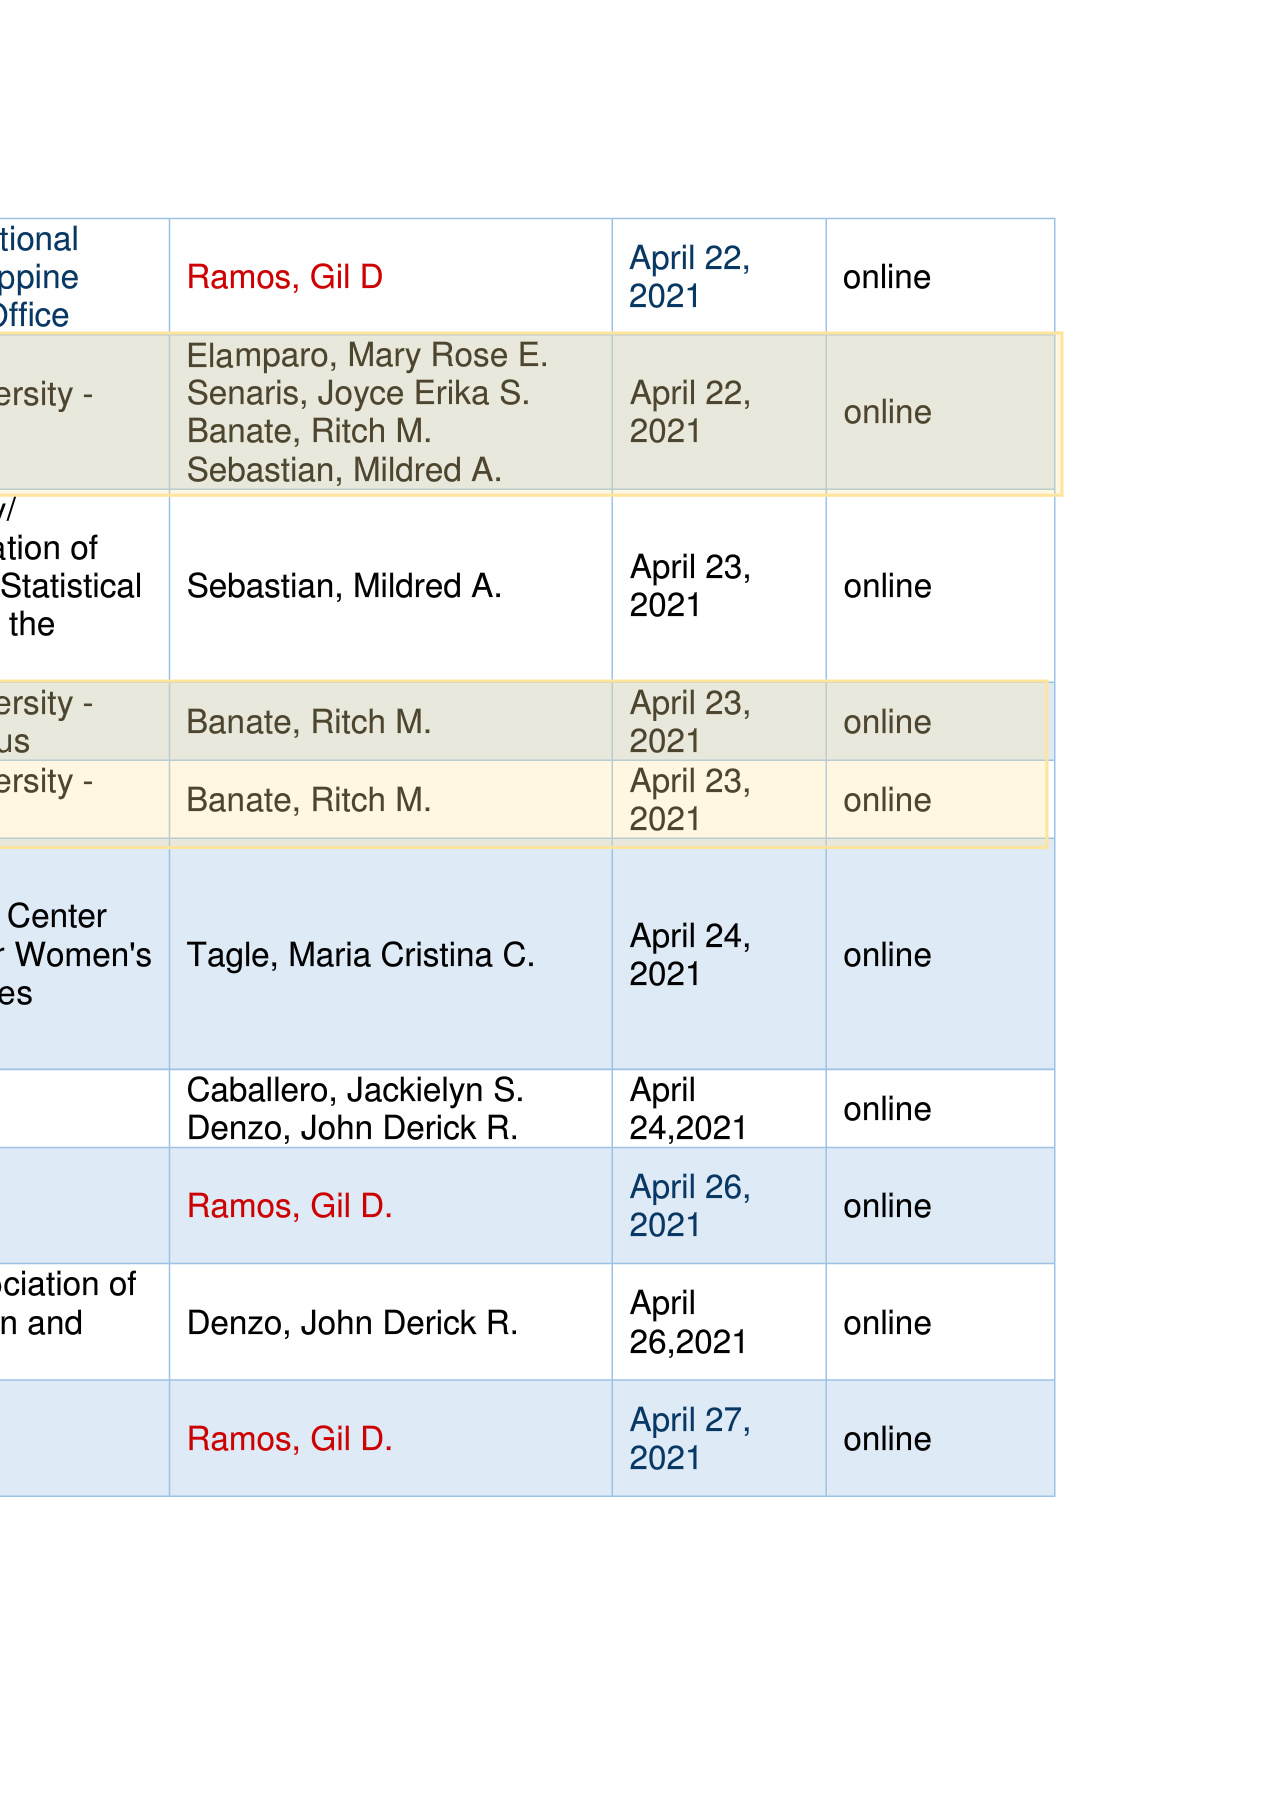 tional
ppine
Office
Ramos, Gil D
April 22,
2021
online
ersity -
Elamparo, Mary Rose E.
Senaris, Joyce Erika S.
Banate, Ritch M.
Sebastian, Mildred A.
April 22,
2021
online
y/
ation of
Statistical
the
Sebastian, Mildred A.
April 23,
2021
online
ersity -
us
Banate, Ritch M.
April 23,
2021
online
ersity -
Banate, Ritch M.
April 23,
2021
online
Center
r Women's
es
Tagle, Maria Cristina C.
April 24,
2021
online
Caballero, Jackielyn S.
Denzo, John Derick R.
April
24,2021
online
Ramos, Gil D.
April 26,
2021
online
ociation of
n and
Denzo, John Derick R.
April
26,2021
online
Ramos, Gil D.
April 27,
2021
online